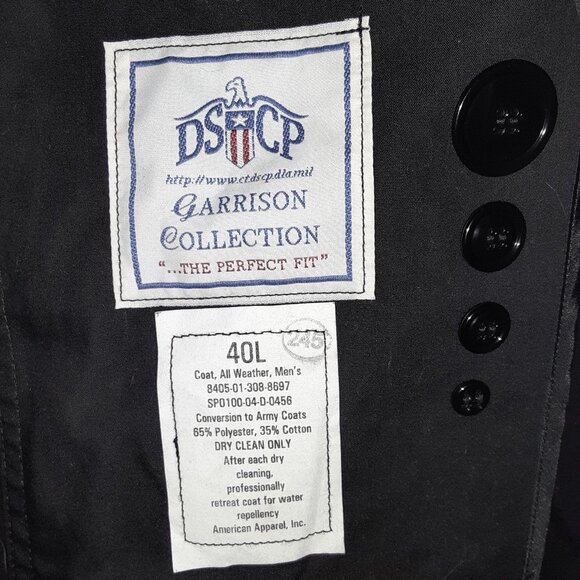 DSCP
http://www.ctdscp.dla.mil
GARRISON
COLLECTION
"...THE PERFECT FIT"
40L
245
Coat, All Weather, Men's
8405-01-308-8697
SP0100-04-D-0456
Conversion to Army Coats
65% Polyester, 35% Cotton
DRY CLEAN ONLY
After each dry
cleaning,
professionally
retreat coat for water
repellency
American Apparel, Inc.